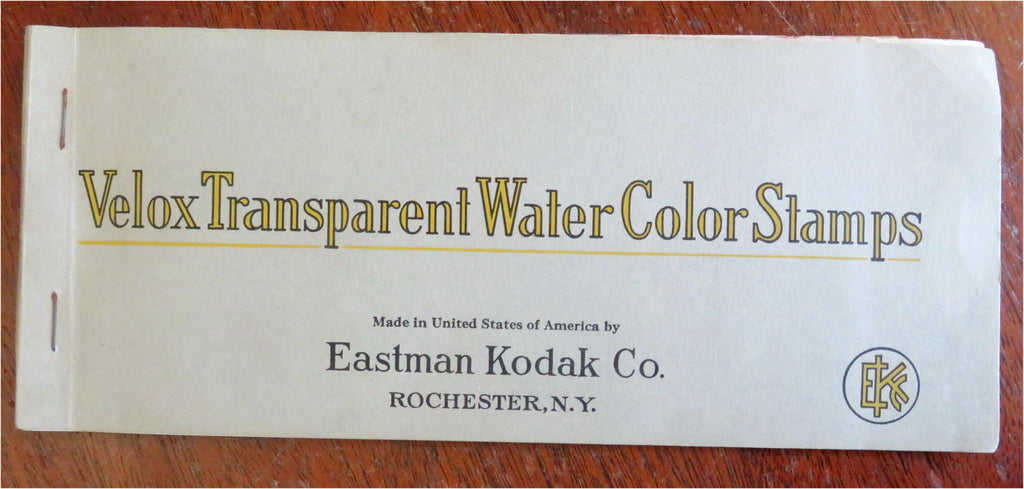 Velox Transparent Water Color Stamps
Made in United States of America by
Eastman Kodak Co.
ROCHESTER, N.Y.
EKC